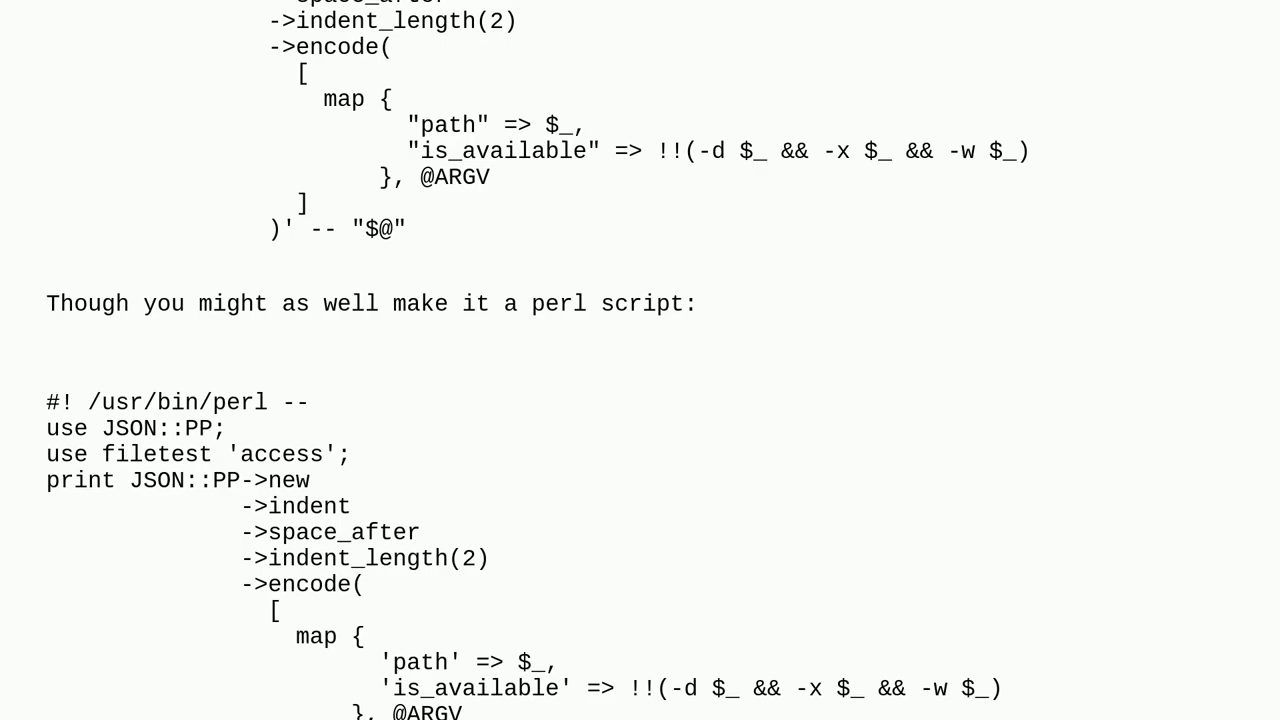 ->indent_length(2)
->encode(
[
map {
"path" => $_,
"is_available" => !!(-d $_ && -x $_ && -w $_)
}, @ARGV
]
)' -- "$@"
Though you might as well make it a perl script:
#! /usr/bin/perl --
use JSON::PP;
use filetest 'access';
print JSON::PP->new
->indent
->space_after
->indent_length(2)
->encode(
[
map {
'path' => $_,
'is_available' => !!(-d $_ && -x $_ && -w $_)
}, @ARGV